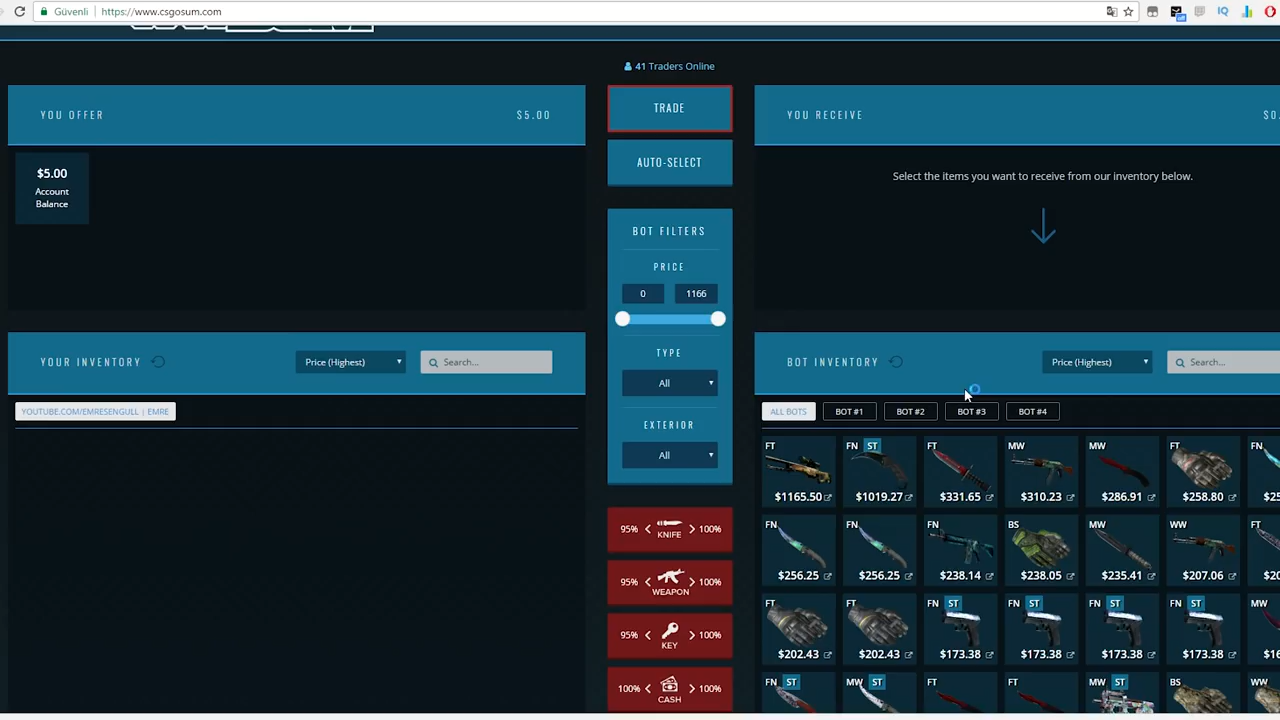 Güvenli
https://www.csgosum.com
IQ
41 Traders Online
YOU OFFER
$5.00
TRADE
YOU RECEIVE
AUTO-SELECT
$5.00
Account
Balance
Select the items you want to receive from our inventory below.
BOT FILTERS
PRICE
0
1166
TYPE
All
EXTERIOR
All
YOUR INVENTORY
Price (Highest)
Search...
BOT INVENTORY
Price (Highest)
Search...
YOUTUBE.COM/EMRESENGULL | EMRE
ALL BOTS
BOT #1
BOT #2
BOT #3
BOT #4
FT
$1165.50
FN ST
$1019.27
FT
$331.65
MW
$310.23
MW
$286.91
FT
$258.80
FN
FN
$256.25
FN
$256.25
FN
$238.14
BS
$238.05
MW
$235.41
WW
$207.06
FT
FT
$202.43
FT
$202.43
FN ST
$173.38
FN ST
$173.38
FN ST
$173.38
FN ST
$173.38
MW
FN ST
MW ST
FT
FT
MW ST
BS
WW
95% < KNIFE > 100%
95% < WEAPON > 100%
95% < KEY > 100%
100% < CASH > 100%